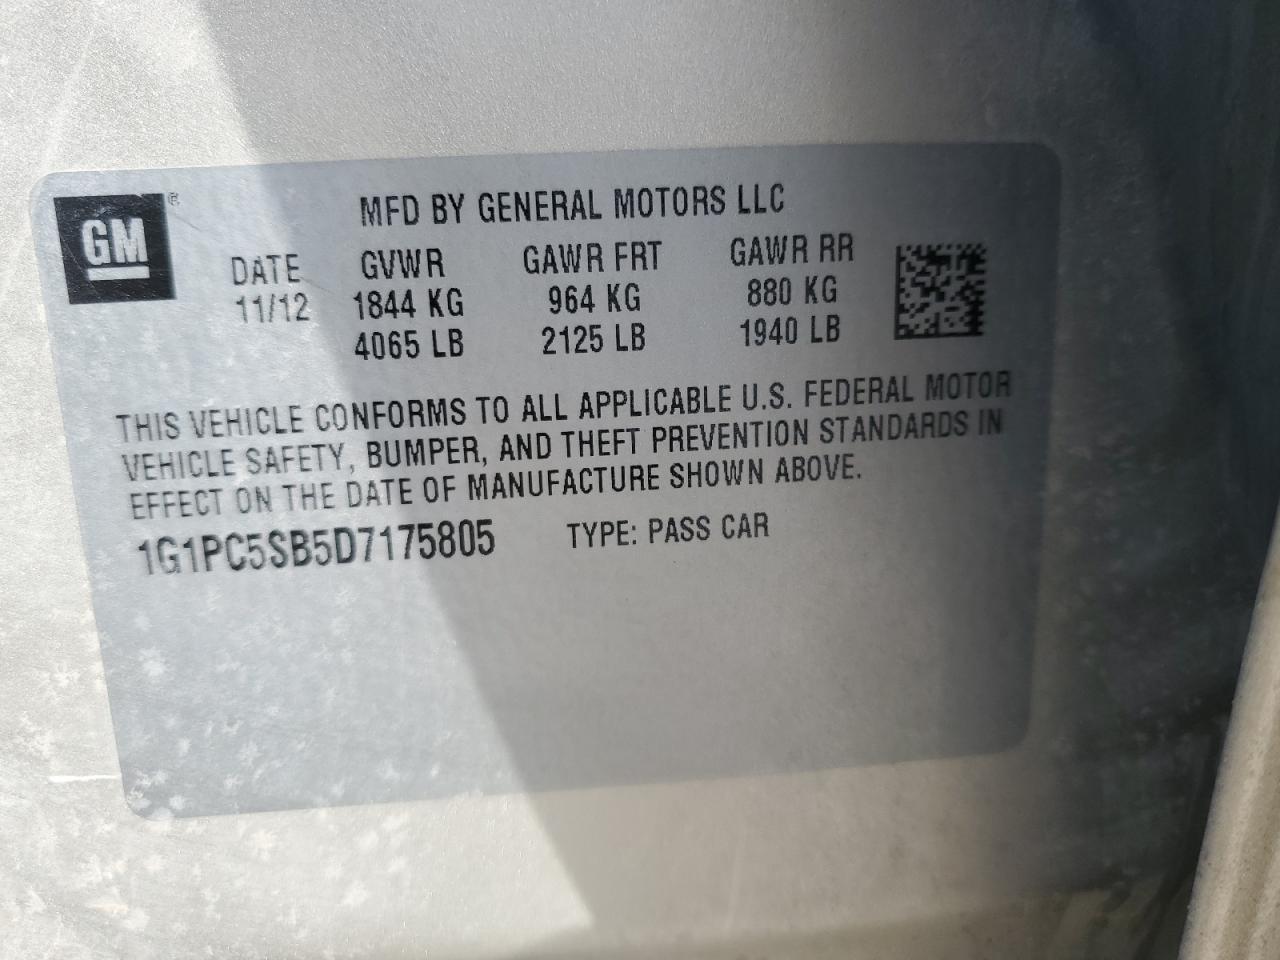 GM ®
MFD BY GENERAL MOTORS LLC
DATE GVWR GAWR FRT GAWR RR
11/12 1844 KG 964 KG 880 KG
4065 LB 2125 LB 1940 LB
THIS VEHICLE CONFORMS TO ALL APPLICABLE U.S. FEDERAL MOTOR
VEHICLE SAFETY, BUMPER, AND THEFT PREVENTION STANDARDS IN
EFFECT ON THE DATE OF MANUFACTURE SHOWN ABOVE.
1G1PC5SB5D7175805 TYPE: PASS CAR